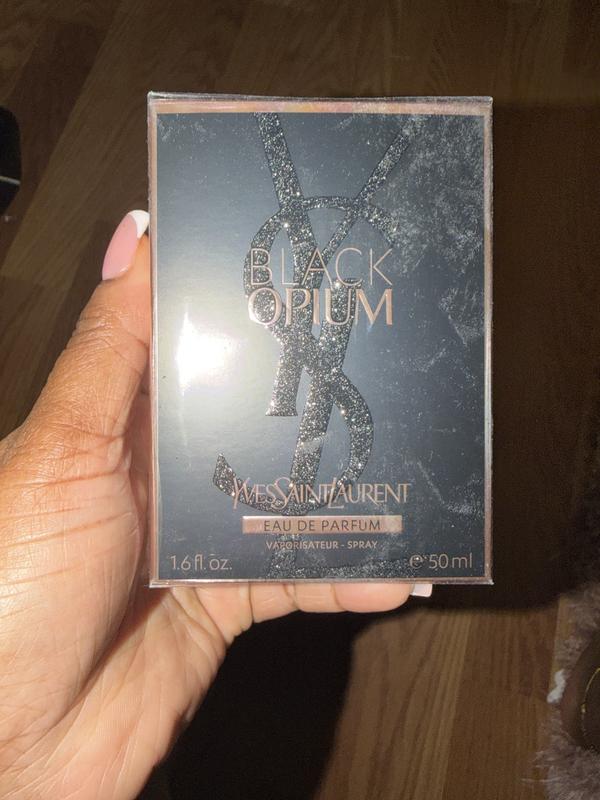 BLACK
OPIUM
YVESSAINTLAURENT
EAU DE PARFUM
VAPORISATEUR - SPRAY
1.6 fl. oz. ℮ 50 ml